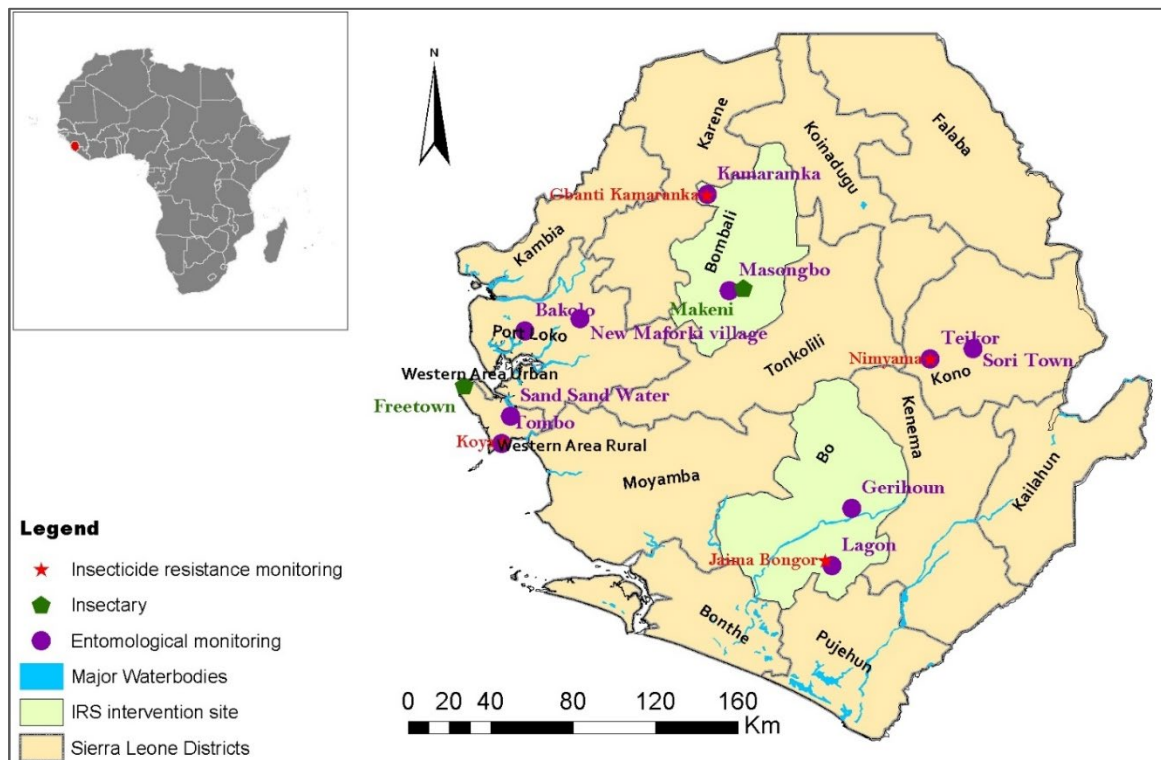 N
Karene
Koinadugu
Falaba
Kamaramka
Gbanti Kamaranka
Kambia
Bombali
Masongbo
Makeni
Bakolo
Port Loko
New Maforki village
Tonkolili
Teikor
Nimyama
Sori Town
Kono
Western Area Urban
Freetown
Sand Sand Water
Tombo
Koya
Western Area Rural
Kenema
Bo
Moyamba
Kailahun
Gerihoun
Jaima Bongor
Lagon
Bonthe
Pujehun
Legend
Insecticide resistance monitoring
Insectary
Entomological monitoring
Major Waterbodies
IRS intervention site
Sierra Leone Districts
0 20 40 80 120 160
Km